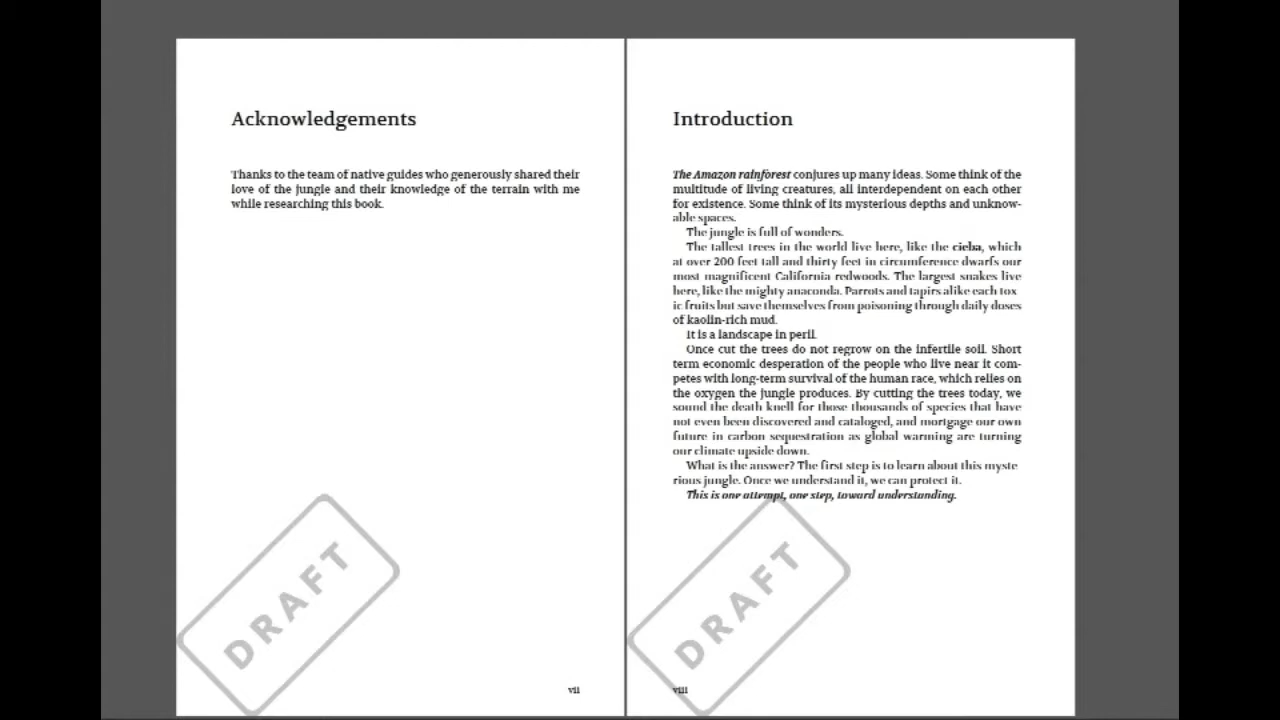 Acknowledgements
Thanks to the team of native guides who generously shared their
love of the jungle and their knowledge of the terrain with me
while researching this book.
DRAFT
vii
Introduction
The Amazon rainforest conjures up many ideas. Some think of the
multitude of living creatures, all interdependent on each other
for existence. Some think of its mysterious depths and unknow-
able spaces.
The jungle is full of wonders.
The tallest trees in the world live here, like the cieba, which
at over 200 feet tall and thirty feet in circumference dwarfs our
most magnificent California redwoods. The largest snakes live
here, like the mighty anaconda. Parrots and tapirs alike each tox
ic fruits but save themselves from poisoning through daily doses
of kaolin-rich mud.
It is a landscape in peril.
Once cut the trees do not regrow on the infertile soil. Short
term economic desperation of the people who live near it com-
petes with long-term survival of the human race, which relies on
the oxygen the jungle produces. By cutting the trees today, we
sound the death knell for those thousands of species that have
not even been discovered and cataloged, and mortgage our own
future in carbon sequestration as global warming are turning
our climate upside down.
What is the answer? The first step is to learn about this myste
rious jungle. Once we understand it, we can protect it.
This is one attempt, one step, toward understanding.
DRAFT
viii